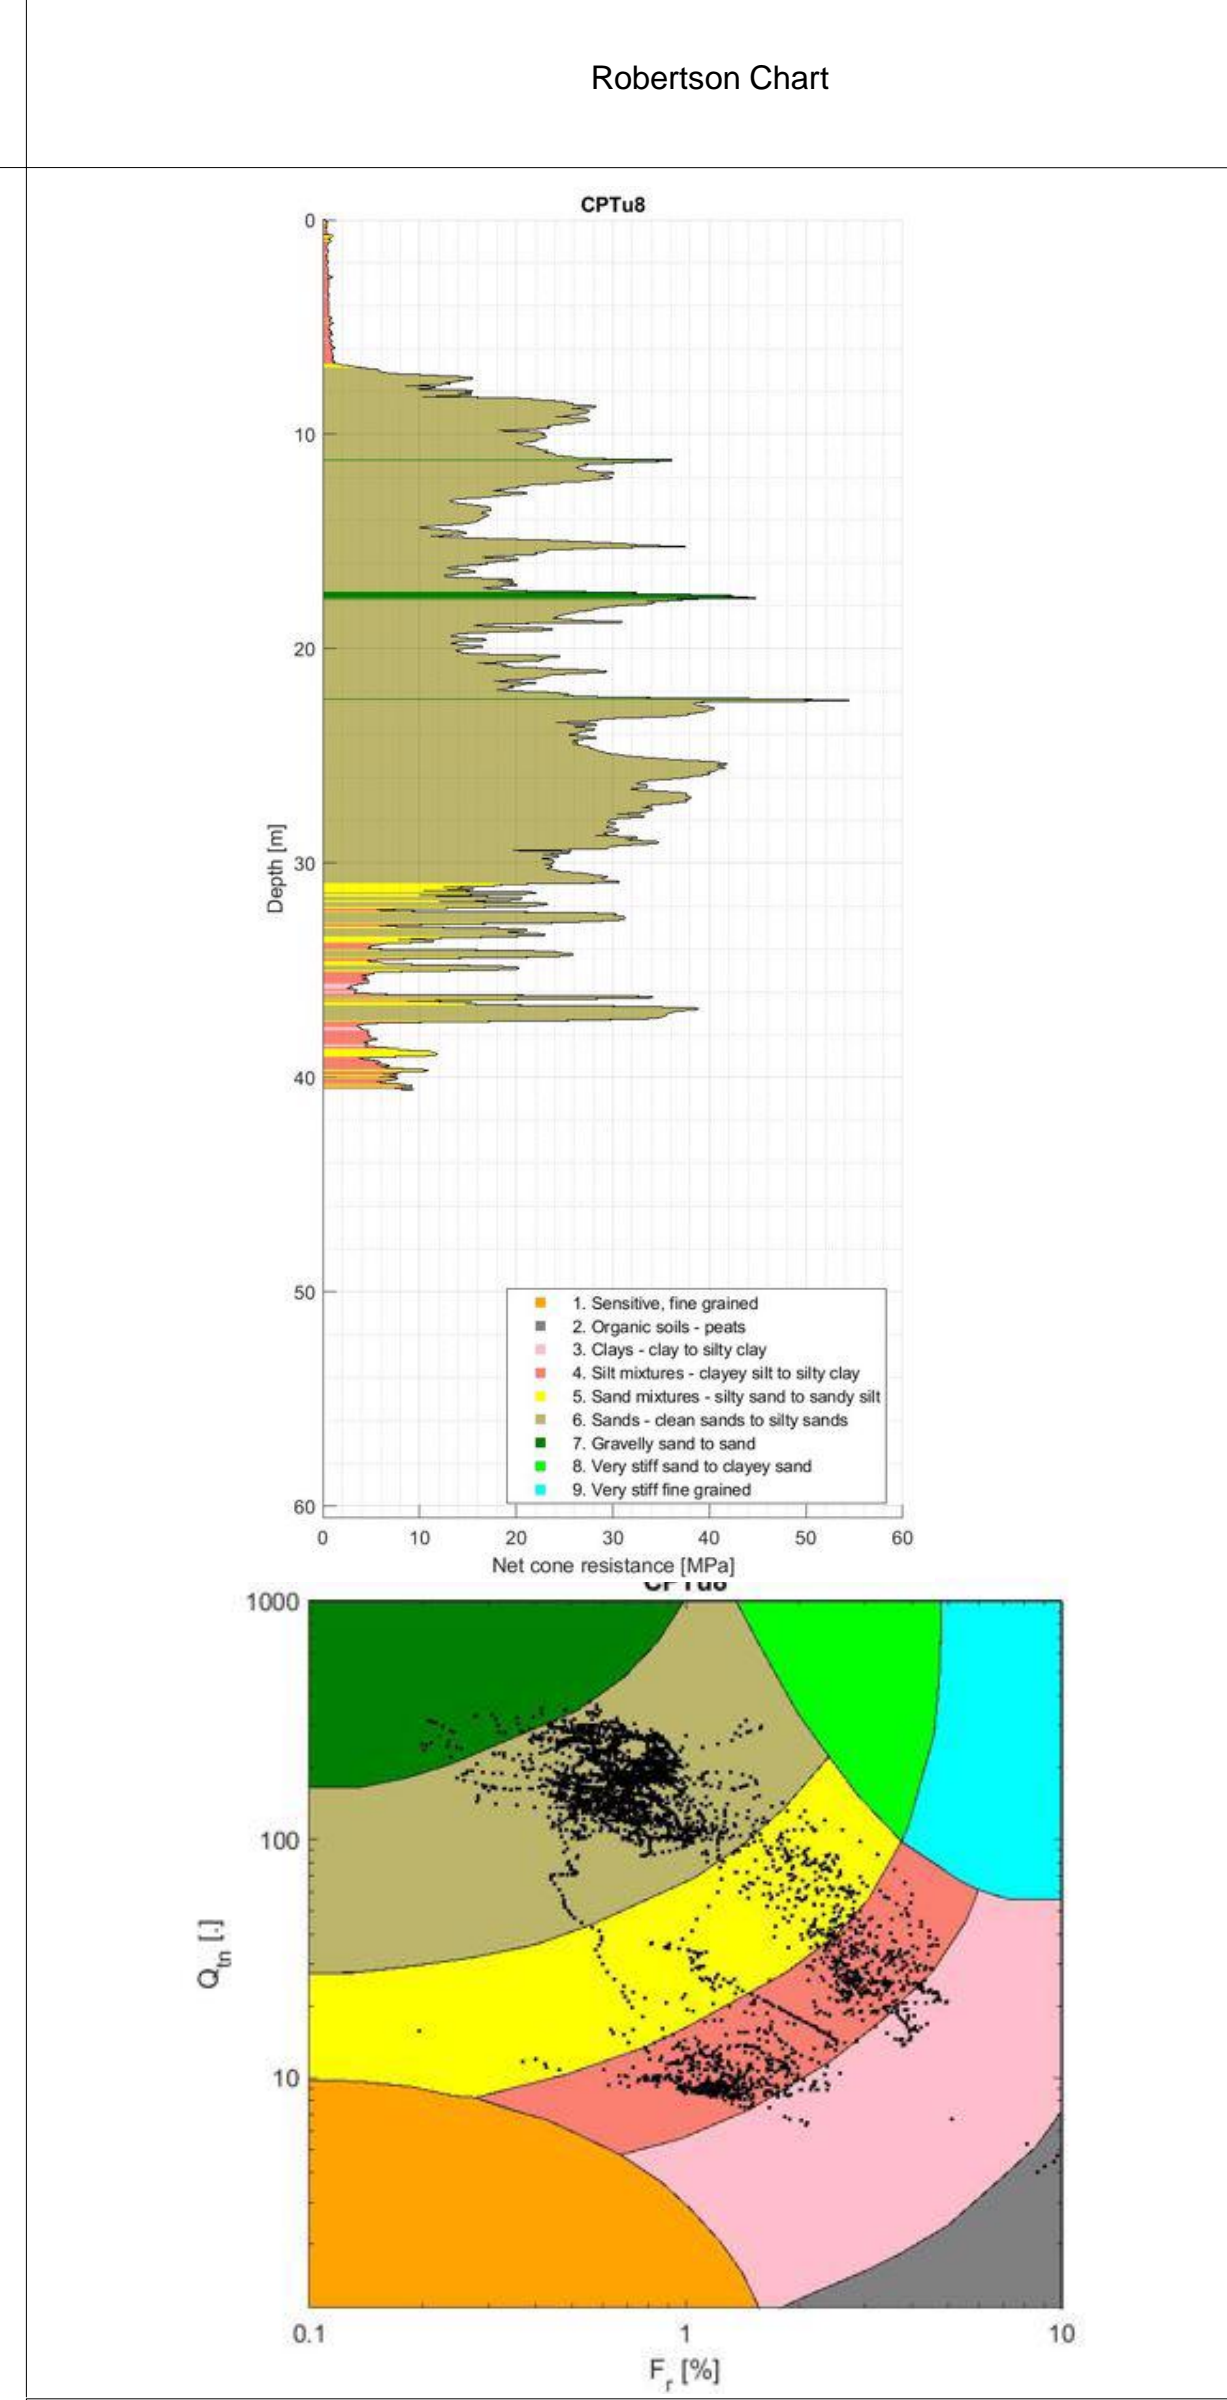 Robertson Chart
CPTu8
0
10
20
30
40
50
60
Depth [m]
1. Sensitive, fine grained
2. Organic soils - peats
3. Clays - clay to silty clay
4. Silt mixtures - clayey silt to silty clay
5. Sand mixtures - silty sand to sandy silt
6. Sands - clean sands to silty sands
7. Gravelly sand to sand
8. Very stiff sand to clayey sand
9. Very stiff fine grained
0 10 20 30 40 50 60
Net cone resistance [MPa]
CPTu8
1000
100
10
Qtn [.]
0.1 1 10
Fr [%]